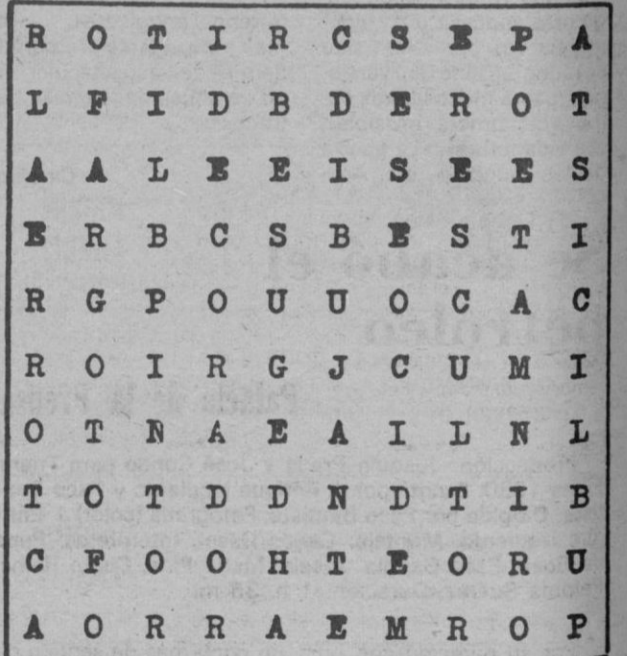 R O T I R C S E P A
L F I D B D E R O T
A A L E E I S E E S
E R B C S B E S T I
R G P O U U O C A C
R O I R G J C U M I
O T N A E A I L N L
T O T D D N D T I B
C F O O H T E O R U
A O R R A E M R O P